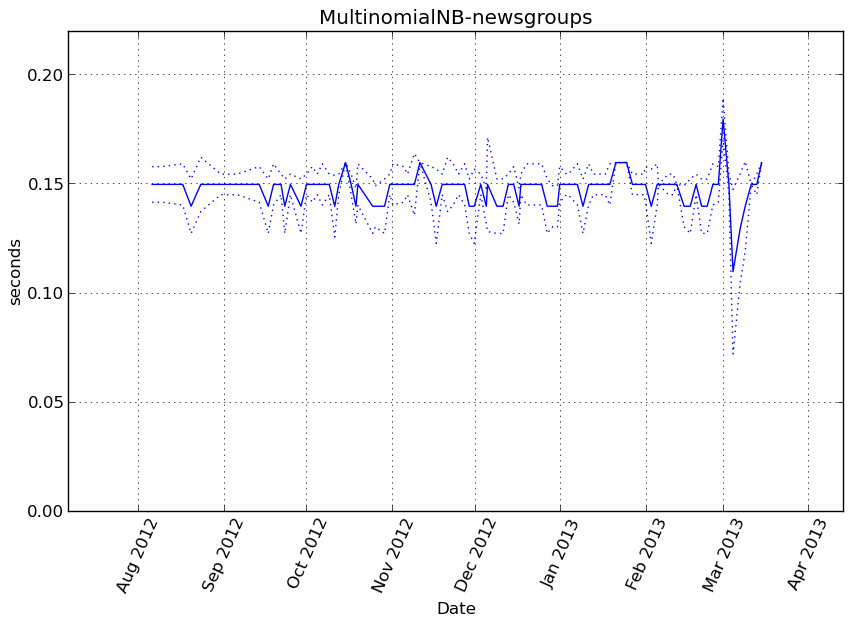 MultinomialNB-newsgroups
0.20
0.15
0.10
0.05
0.00
seconds
Aug 2012
Sep 2012
Oct 2012
Nov 2012
Dec 2012
Jan 2013
Feb 2013
Mar 2013
Apr 2013
Date